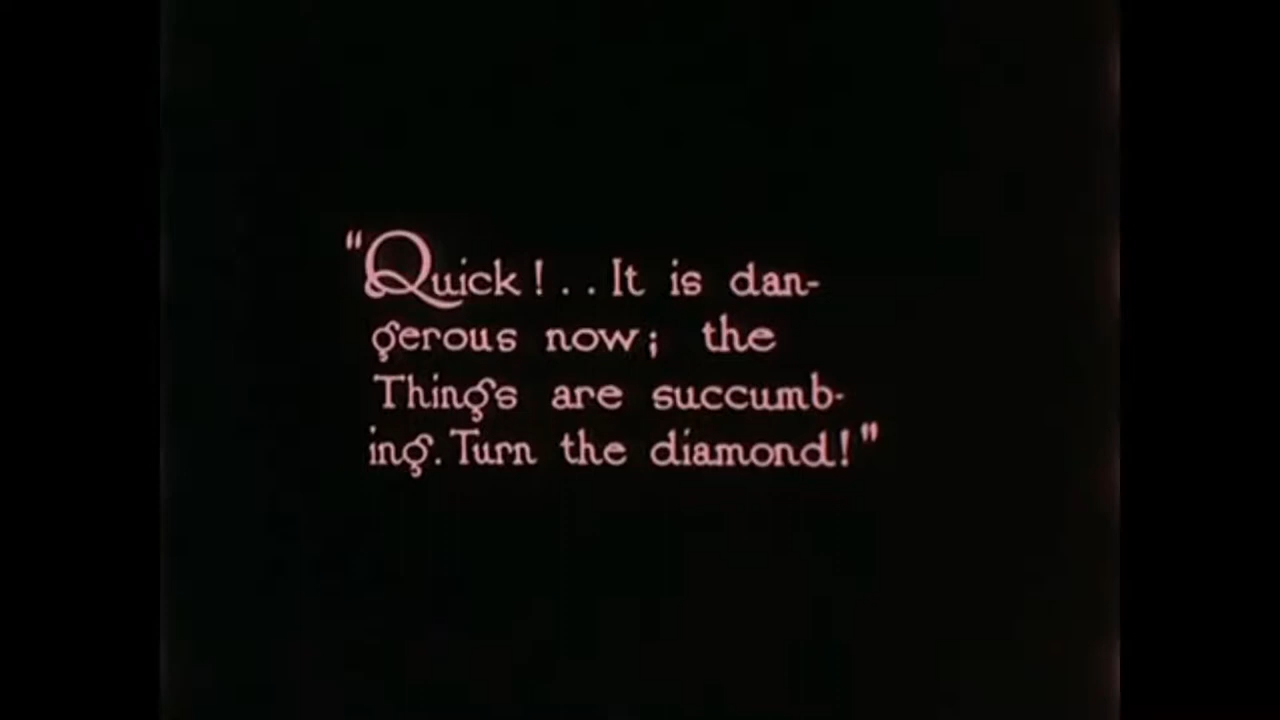 "Quick!..It is dan-
gerous now; the
Things are succumb-
ing. Turn the diamond!"